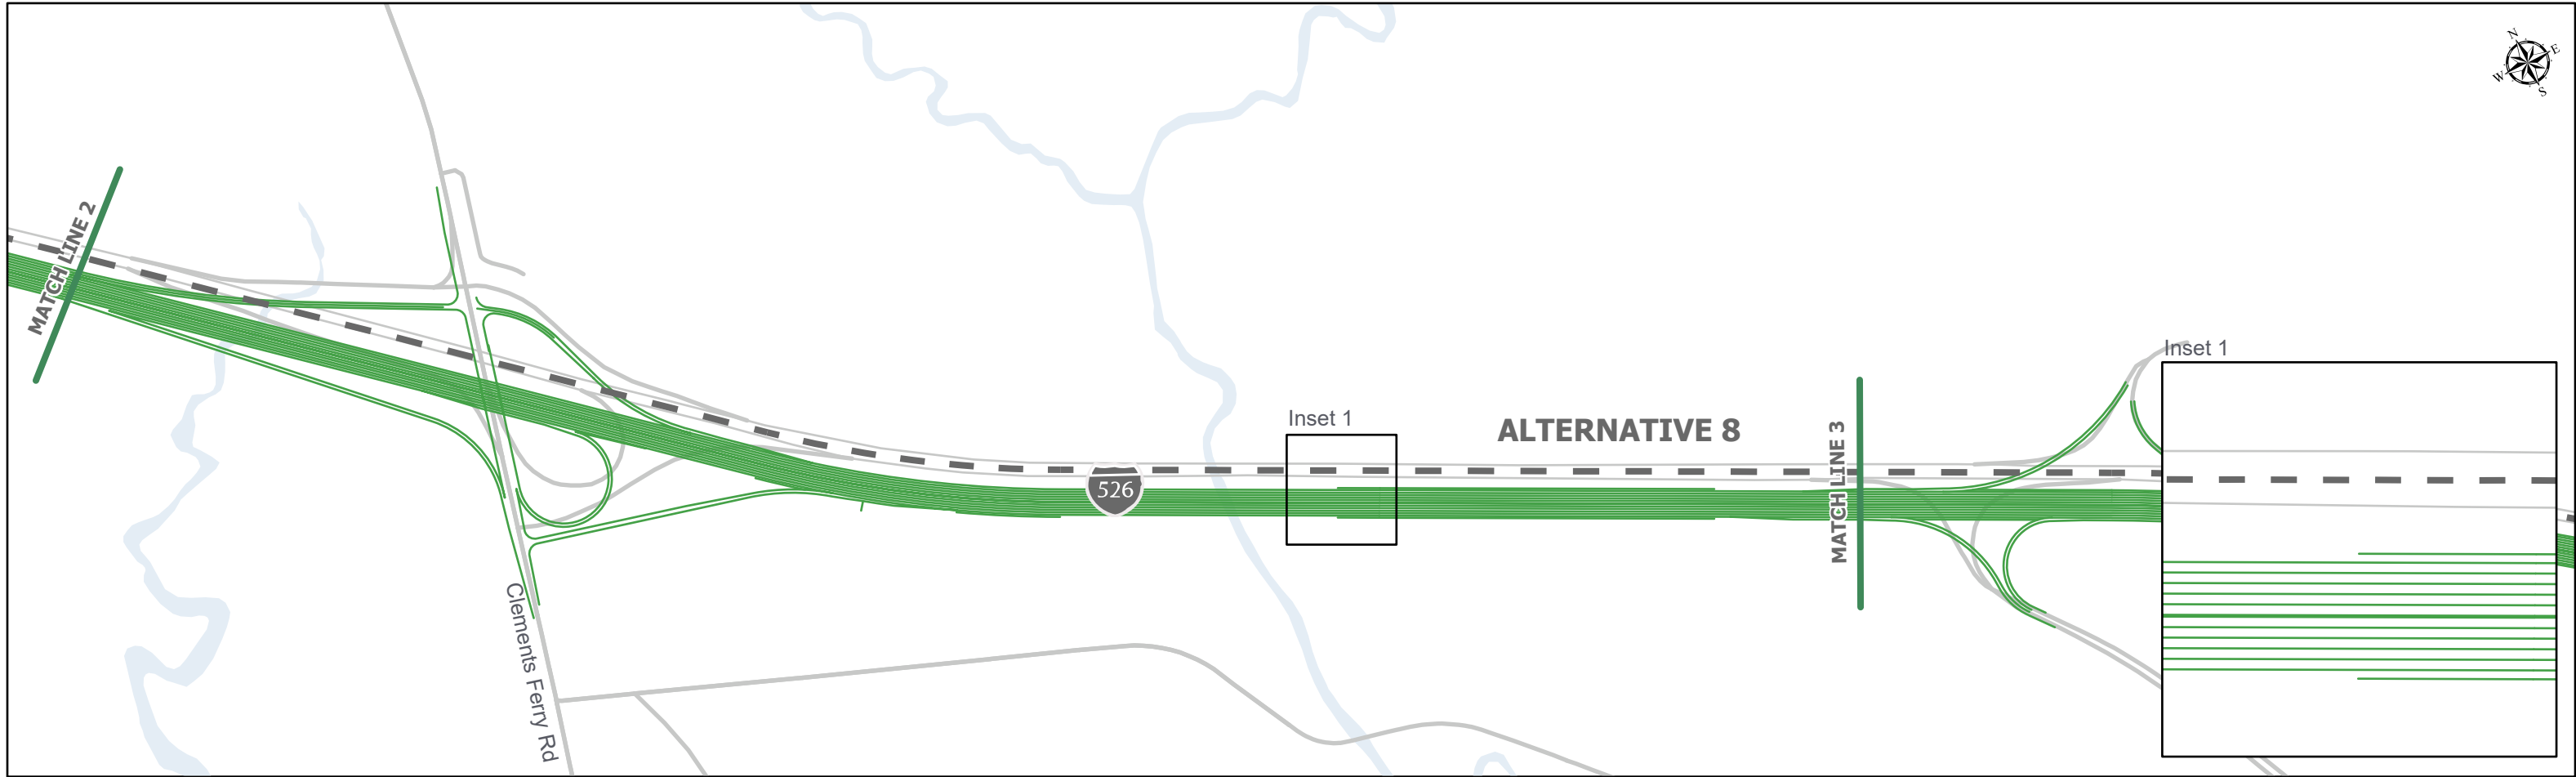 N
E
W
S
MATCH LINE 2
Inset 1
Inset 1
ALTERNATIVE 8
MATCH LINE 3
526
Clements Ferry Rd